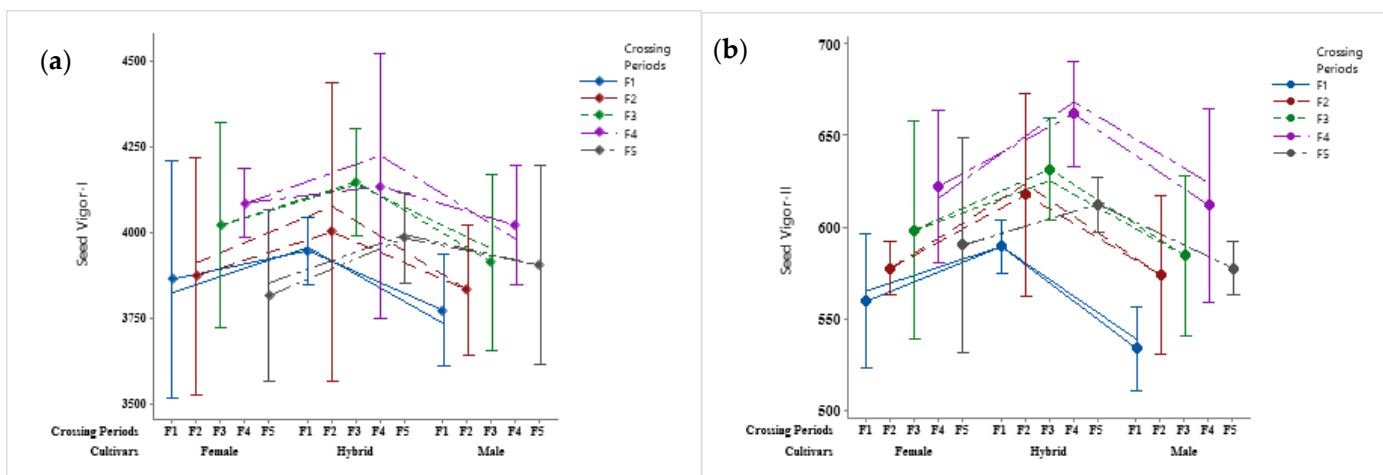 (a)
Crossing
Periods
F1
F2
F3
F4
F5
4500
4250
4000
3750
3500
Seed Vigor-I
Crossing Periods F1 F2 F3 F4 F5 F1 F2 F3 F4 F5 F1 F2 F3 F4 F5
Cultivars Female Hybrid Male
(b)
Crossing
Periods
F1
F2
F3
F4
F5
700
650
600
550
500
Seed Vigor-II
Crossing Periods F1 F2 F3 F4 F5 F1 F2 F3 F4 F5 F1 F2 F3 F4 F5
Cultivars Female Hybrid Male